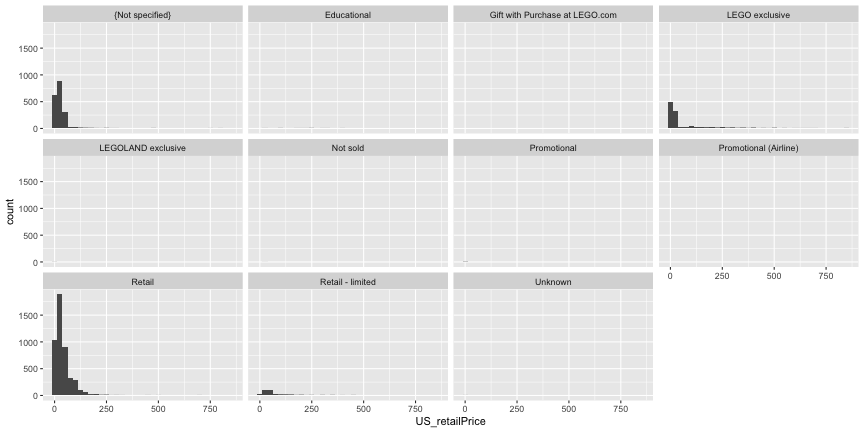 {Not specified} Educational Gift with Purchase at LEGO.com LEGO exclusive
1500
1000
500
0
LEGOLAND exclusive Not sold Promotional Promotional (Airline)
1500
1000
500
0
0 250 500 750
Retail Retail - limited Unknown
1500
1000
500
0
0 250 500 750 0 250 500 750 0 250 500 750
US_retailPrice
count